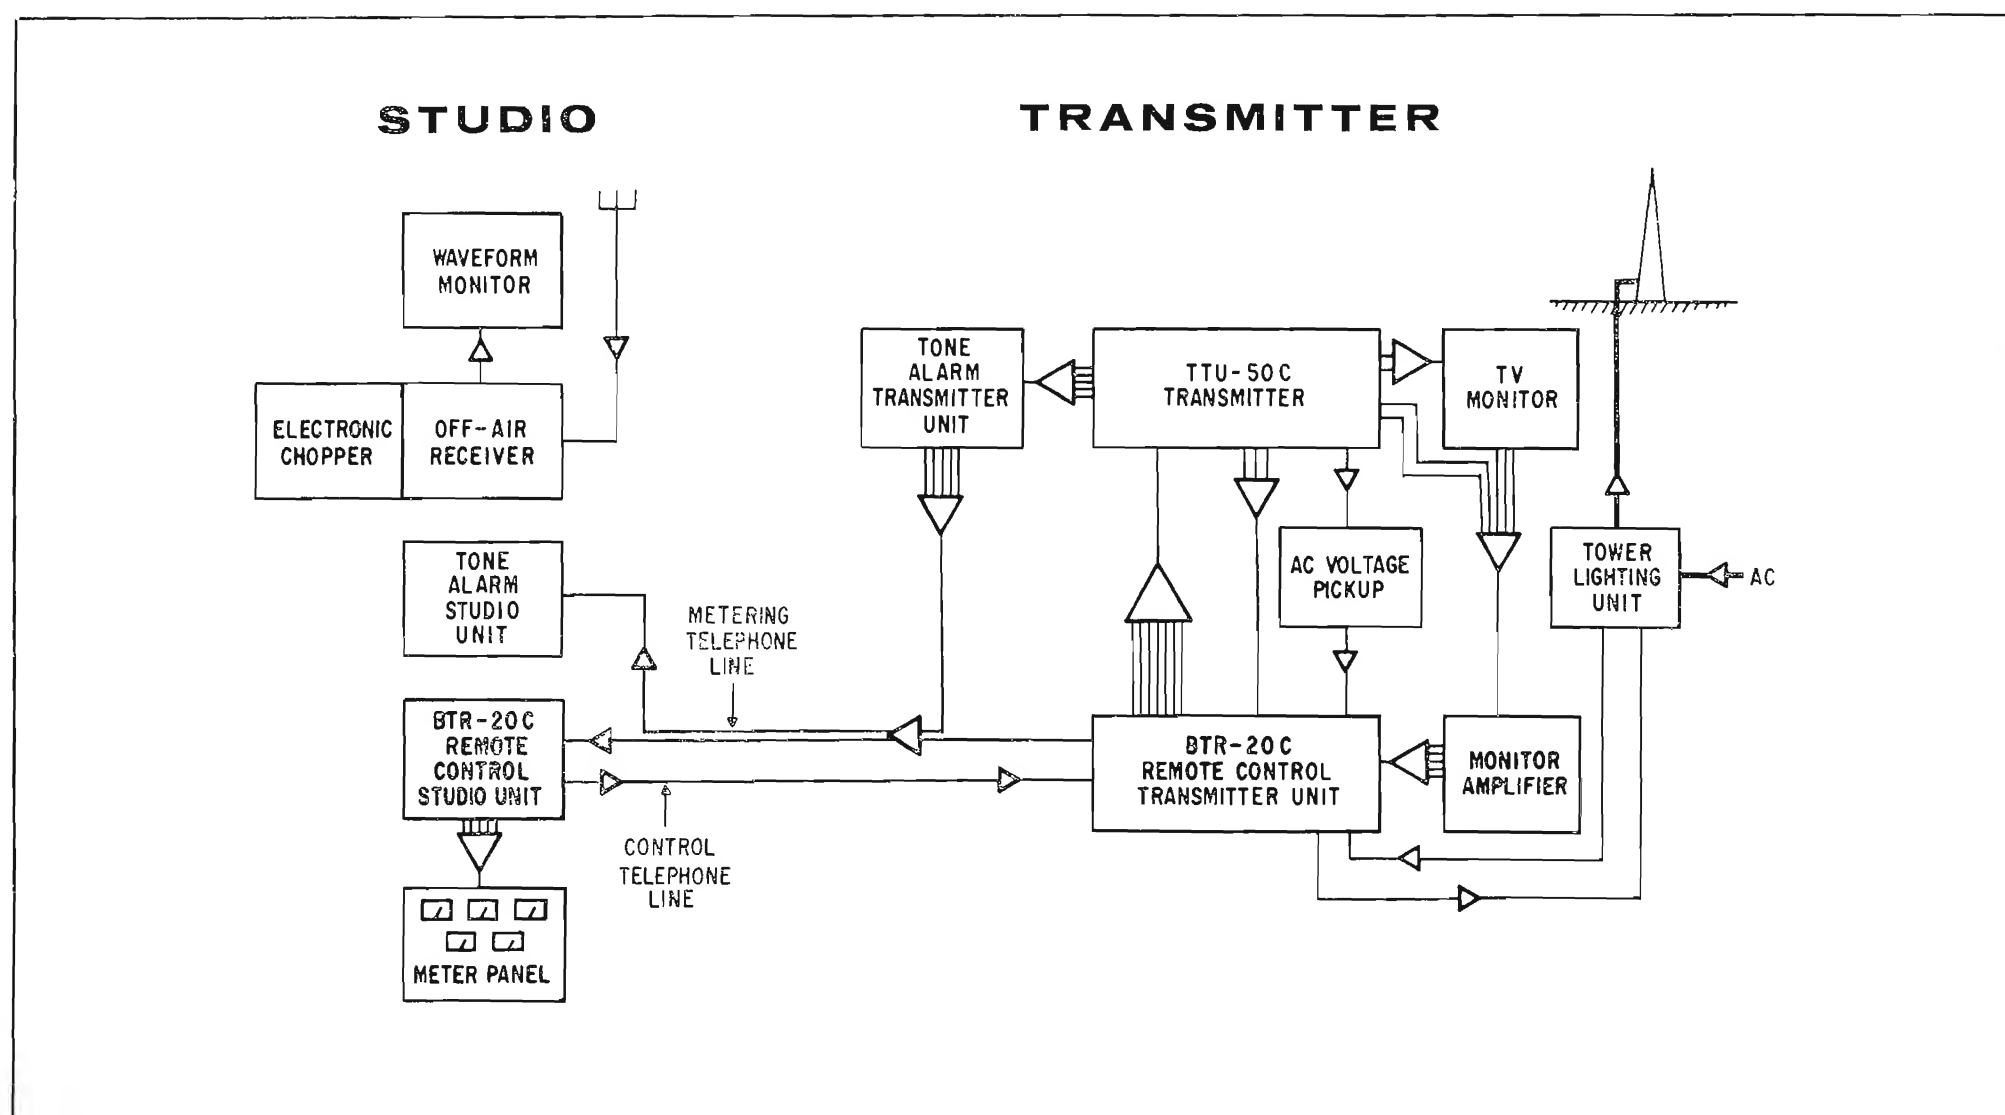 STUDIO
TRANSMITTER
WAVEFORM
MONITOR
ELECTRONIC
CHOPPER
OFF-AIR
RECEIVER
TONE
ALARM
STUDIO
UNIT
METERING
TELEPHONE
LINE
BTR-20C
REMOTE
CONTROL
STUDIO UNIT
CONTROL
TELEPHONE
LINE
METER PANEL
TONE
ALARM
TRANSMITTER
UNIT
TTU-50C
TRANSMITTER
TV
MONITOR
AC VOLTAGE
PICKUP
TOWER
LIGHTING
UNIT
AC
BTR-20C
REMOTE CONTROL
TRANSMITTER UNIT
MONITOR
AMPLIFIER